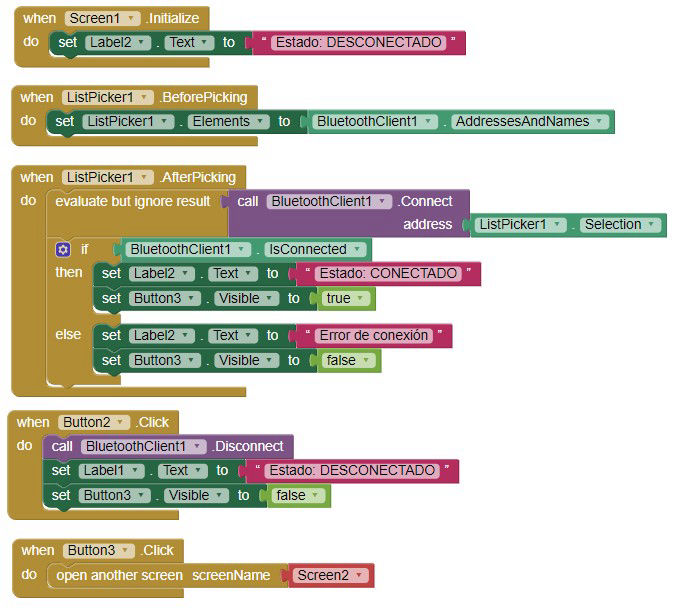 when Screen1 .Initialize
do set Label2 . Text to " Estado: DESCONECTADO "
when ListPicker1 .BeforePicking
do set ListPicker1 . Elements to BluetoothClient1 . AddressesAndNames
when ListPicker1 .AfterPicking
do evaluate but ignore result call BluetoothClient1 .Connect
address ListPicker1 . Selection
if BluetoothClient1 . IsConnected
then set Label2 . Text to " Estado: CONECTADO "
set Button3 . Visible to true
else set Label2 . Text to " Error de conexión "
set Button3 . Visible to false
when Button2 .Click
do call BluetoothClient1 .Disconnect
set Label1 . Text to " Estado: DESCONECTADO "
set Button3 . Visible to false
when Button3 .Click
do open another screen screenName Screen2